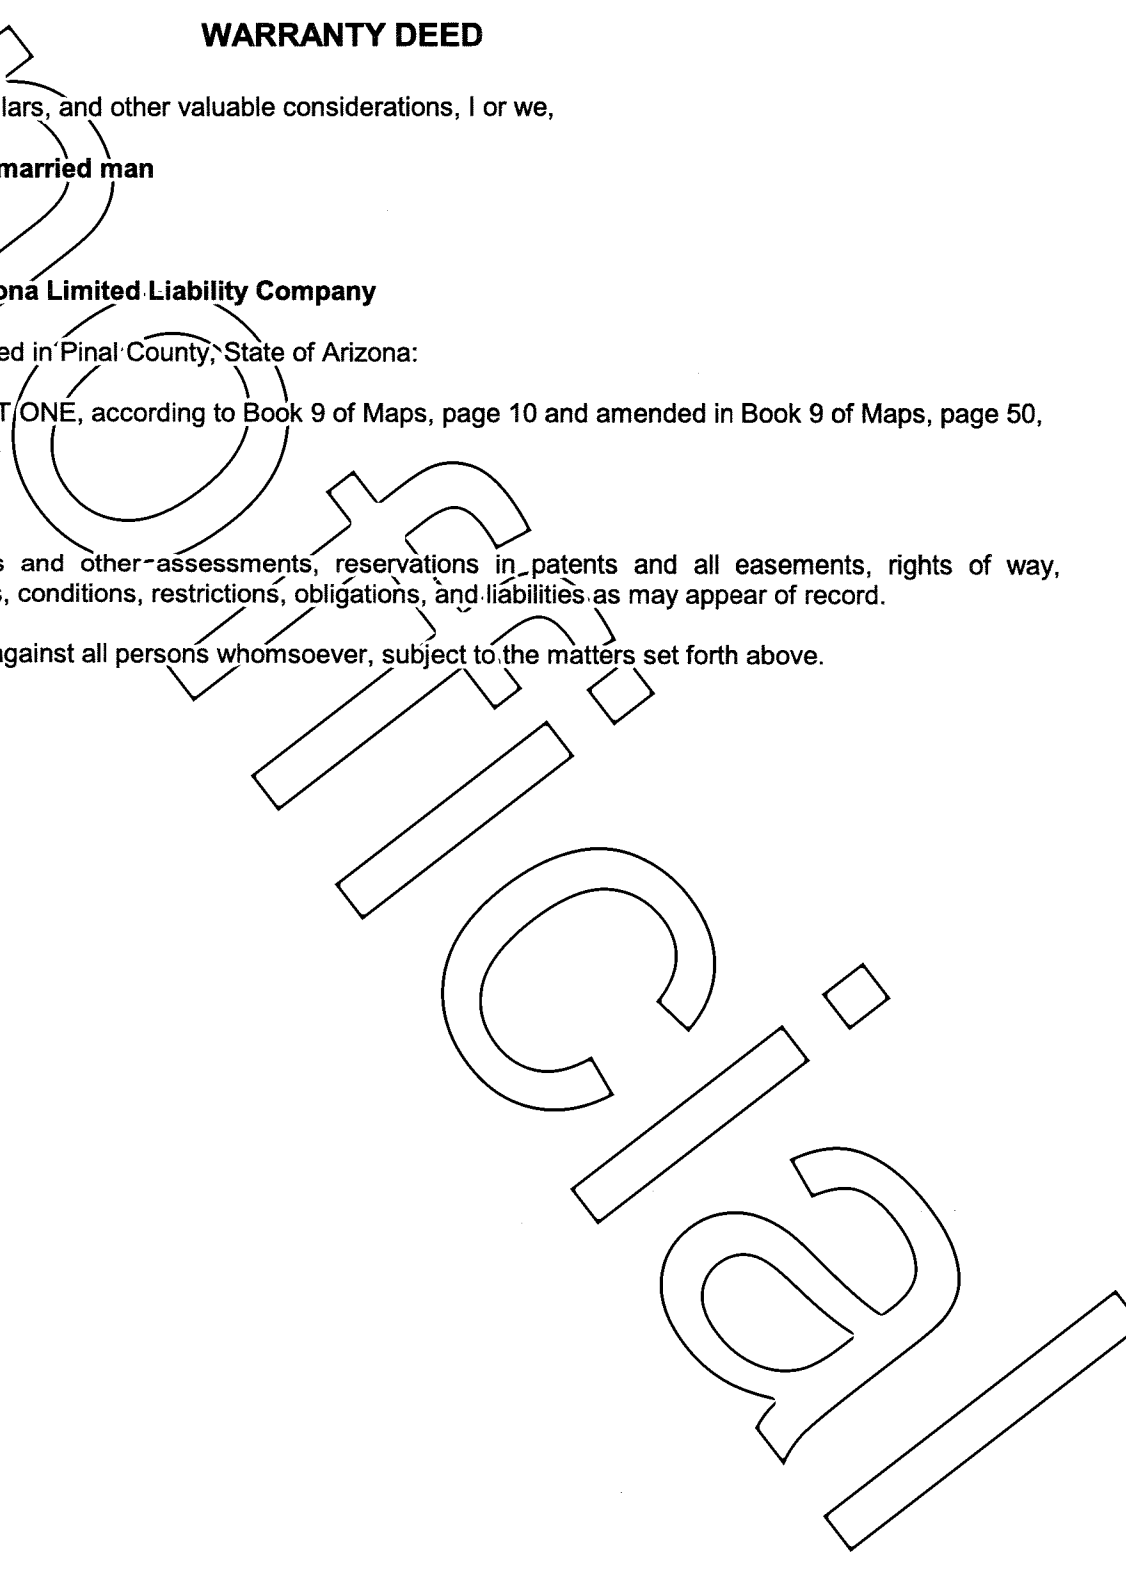 WARRANTY DEED
lars, and other valuable considerations, I or we,
married man
ona Limited Liability Company
ed in Pinal County, State of Arizona:
T ONE, according to Book 9 of Maps, page 10 and amended in Book 9 of Maps, page 50,
s and other assessments, reservations in patents and all easements, rights of way,
s, conditions, restrictions, obligations, and liabilities as may appear of record.
gainst all persons whomsoever, subject to the matters set forth above.
official